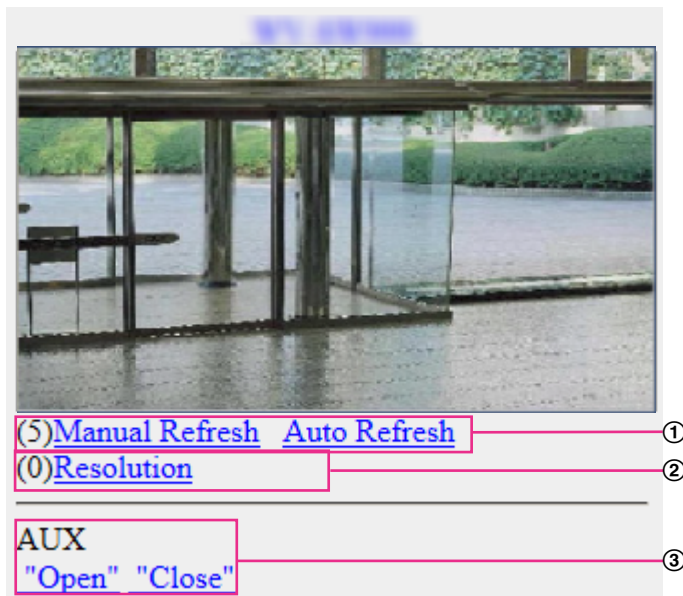 (5)Manual Refresh Auto Refresh ①
(0)Resolution ②
AUX
"Open" "Close" ③